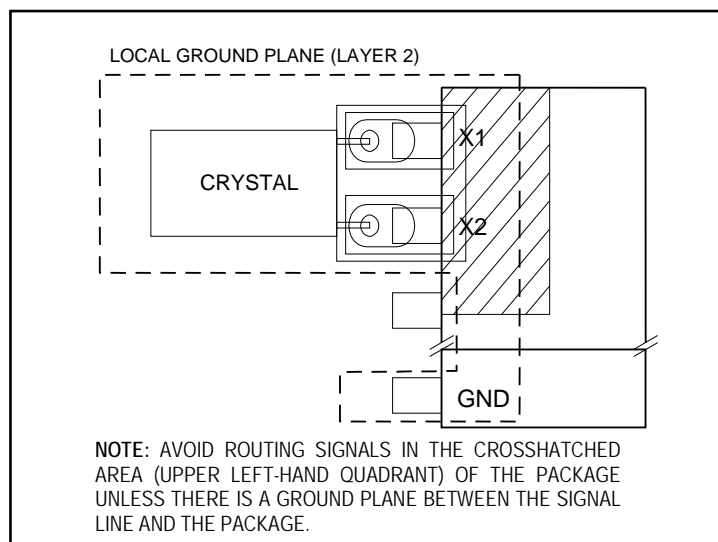 LOCAL GROUND PLANE (LAYER 2)
X1
CRYSTAL
X2
GND
NOTE: AVOID ROUTING SIGNALS IN THE CROSSHATCHED
AREA (UPPER LEFT-HAND QUADRANT) OF THE PACKAGE
UNLESS THERE IS A GROUND PLANE BETWEEN THE SIGNAL
LINE AND THE PACKAGE.